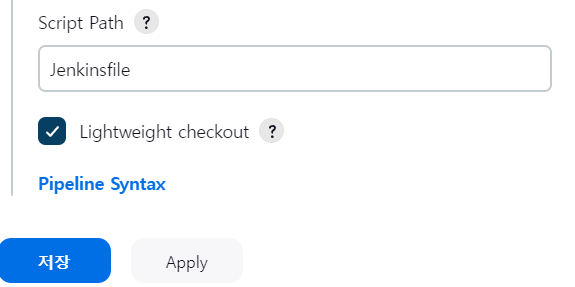 Script Path ?
Jenkinsfile
Lightweight checkout ?
Pipeline Syntax
저장 Apply